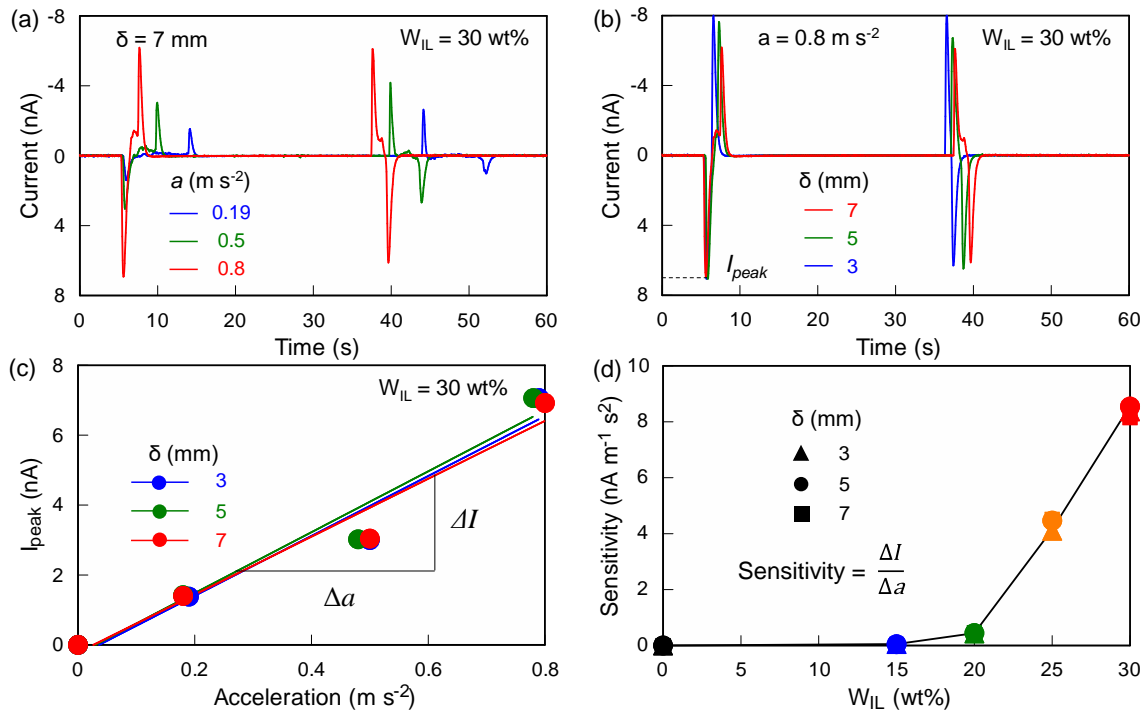 (a)
δ = 7 mm
W_IL = 30 wt%
Current (nA)
-8
-4
0
4
8
a (m s⁻²)
0.19
0.5
0.8
0 10 20 30 40 50 60
Time (s)
(b)
a = 0.8 m s⁻²
W_IL = 30 wt%
Current (nA)
-8
-4
0
4
8
δ (mm)
7
5
3
I_peak
0 10 20 30 40 50 60
Time (s)
(c)
W_IL = 30 wt%
I_peak (nA)
8
6
4
2
0
δ (mm)
3
5
7
ΔI
Δa
0 0.2 0.4 0.6 0.8
Acceleration (m s⁻²)
(d)
Sensitivity (nA m⁻¹ s²)
10
8
6
4
2
0
δ (mm)
3
5
7
Sensitivity = ΔI/Δa
0 5 10 15 20 25 30
W_IL (wt%)